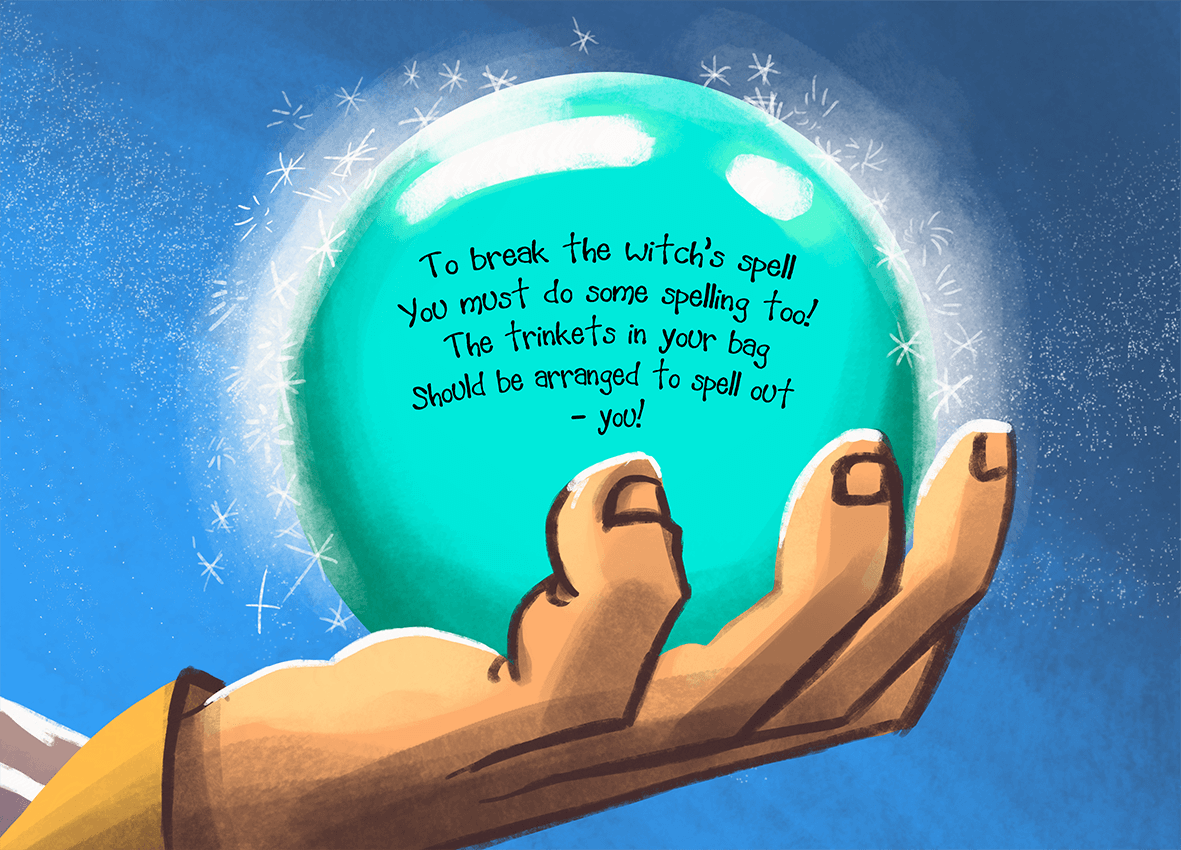 To break the witch's spell
You must do some spelling too!
The trinkets in your bag
Should be arranged to spell out
- you!